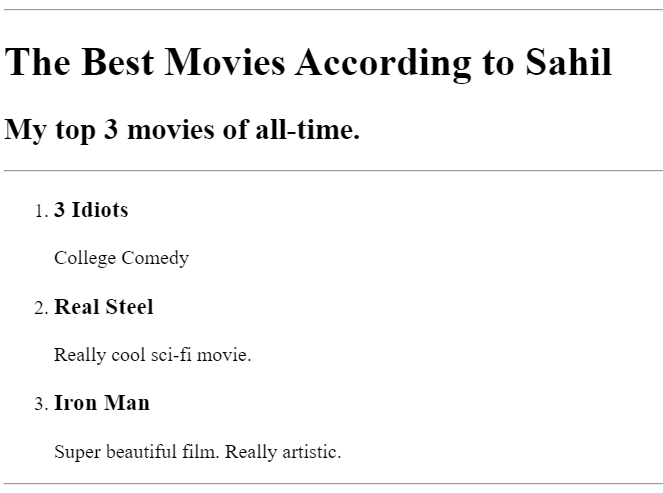 The Best Movies According to Sahil
My top 3 movies of all-time.
1. 3 Idiots
College Comedy
2. Real Steel
Really cool sci-fi movie.
3. Iron Man
Super beautiful film. Really artistic.